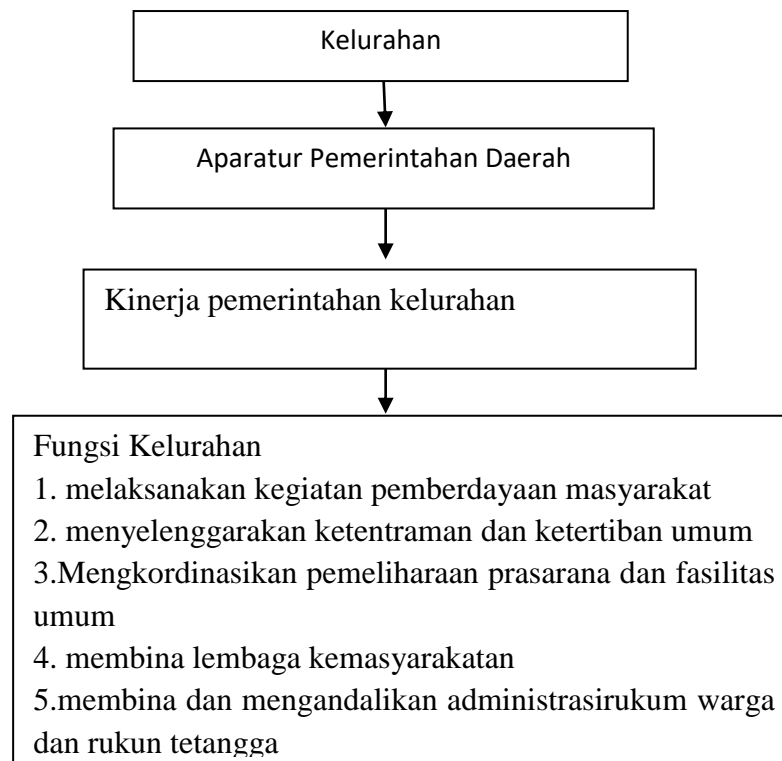 Kelurahan
Aparatur Pemerintahan Daerah
Kinerja pemerintahan kelurahan
Fungsi Kelurahan
1. melaksanakan kegiatan pemberdayaan masyarakat
2. menyelenggarakan ketentraman dan ketertiban umum
3.Mengkordinasikan pemeliharaan prasarana dan fasilitas
umum
4. membina lembaga kemasyarakatan
5.membina dan mengandalikan administrasirukum warga
dan rukun tetangga